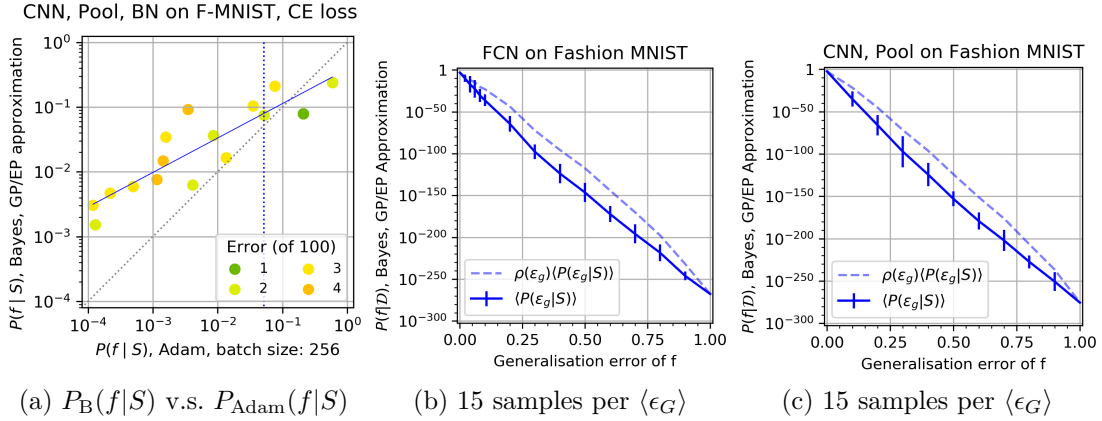 CNN, Pool, BN on F-MNIST, CE loss
P(f | S), Bayes, GP/EP approximation
10⁰
10⁻¹
10⁻²
10⁻³
10⁻⁴
Error (of 100)
1 3
2 4
10⁻⁴ 10⁻³ 10⁻² 10⁻¹ 10⁰
P(f | S), Adam, batch size: 256
(a) P_B(f|S) v.s. P_Adam(f|S)
FCN on Fashion MNIST
P(f|D), Bayes, GP/EP Approximation
1
10⁻⁵⁰
10⁻¹⁰⁰
10⁻¹⁵⁰
10⁻²⁰⁰
10⁻²⁵⁰
10⁻³⁰⁰
ρ(ε_g)⟨P(ε_g|S)⟩
⟨P(ε_g|S)⟩
0.00 0.25 0.50 0.75 1.00
Generalisation error of f
(b) 15 samples per ⟨ϵ_G⟩
CNN, Pool on Fashion MNIST
P(f|D), Bayes, GP/EP Approximation
1
10⁻⁵⁰
10⁻¹⁰⁰
10⁻¹⁵⁰
10⁻²⁰⁰
10⁻²⁵⁰
10⁻³⁰⁰
ρ(ε_g)⟨P(ε_g|S)⟩
⟨P(ε_g|S)⟩
0.00 0.25 0.50 0.75 1.00
Generalisation error of f
(c) 15 samples per ⟨ϵ_G⟩